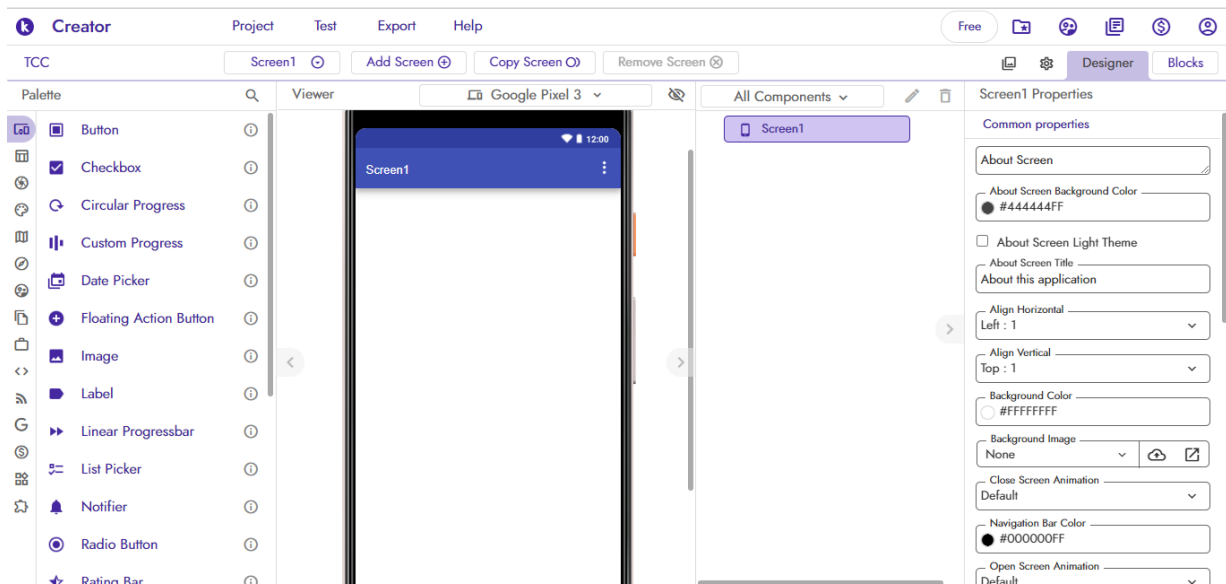 Creator Project Test Export Help Free
TCC Screen1 Add Screen Copy Screen Remove Screen Designer Blocks
Palette
Button
Checkbox
Circular Progress
Custom Progress
Date Picker
Floating Action Button
Image
Label
Linear Progressbar
List Picker
Notifier
Radio Button
Rating Bar
Viewer Google Pixel 3
12:00
Screen1
All Components
Screen1
Screen1 Properties
Common properties
About Screen
About Screen Background Color
#444444FF
About Screen Light Theme
About Screen Title
About this application
Align Horizontal
Left : 1
Align Vertical
Top : 1
Background Color
#FFFFFFFF
Background Image
None
Close Screen Animation
Default
Navigation Bar Color
#000000FF
Open Screen Animation
Default